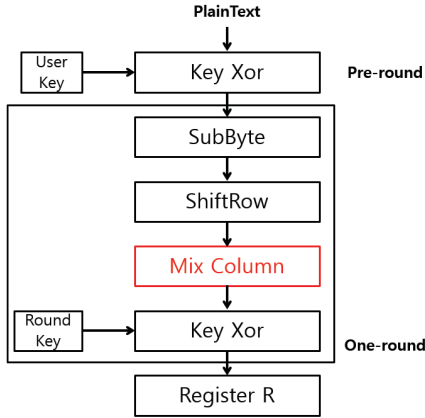 PlainText
User
Key
Key Xor
Pre-round
SubByte
ShiftRow
Mix Column
Round
Key
Key Xor
One-round
Register R